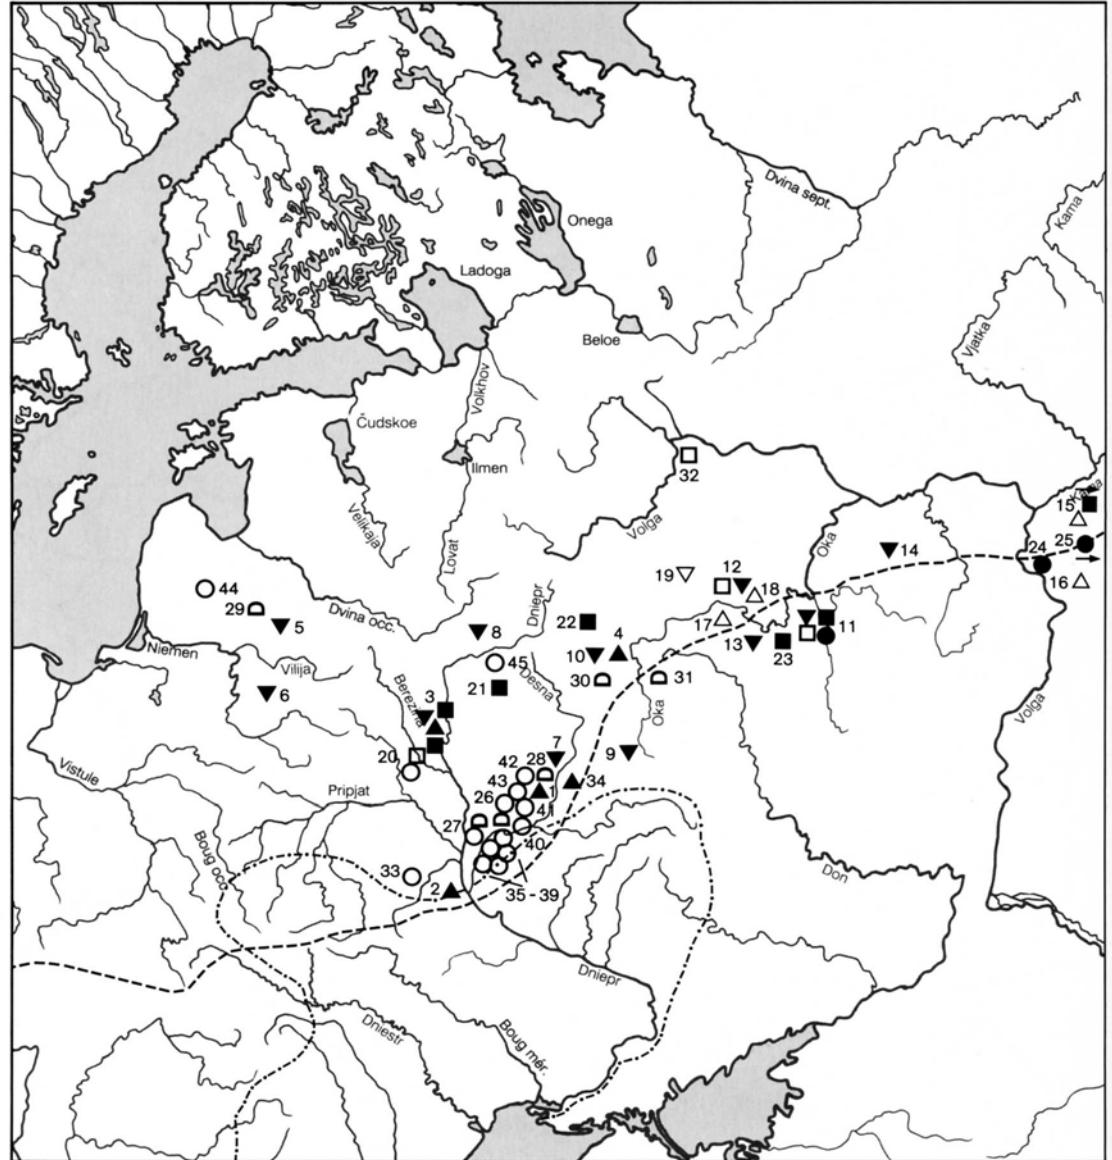 Dvina sept.
Onega
Kama
Ladoga
Beloe
Vjatka
Volkhov
Čudskoe
Ilmen
32
Velikaja
Lovat
Volga
Oka
Kama
15
14
24
25
16
44
29
5
Dvina occ.
Dniepr
19
12
18
22
17
11
Niemen
Vilija
6
8
4
10
13
23
45
30
31
Desna
21
Berezina
3
Oka
Volga
20
7
9
Vistule
42
28
34
43
1
Pripjat
26
41
27
Boug occ.
40
33
2
35 - 39
Don
Dniepr
Dniestr
Boug mér.